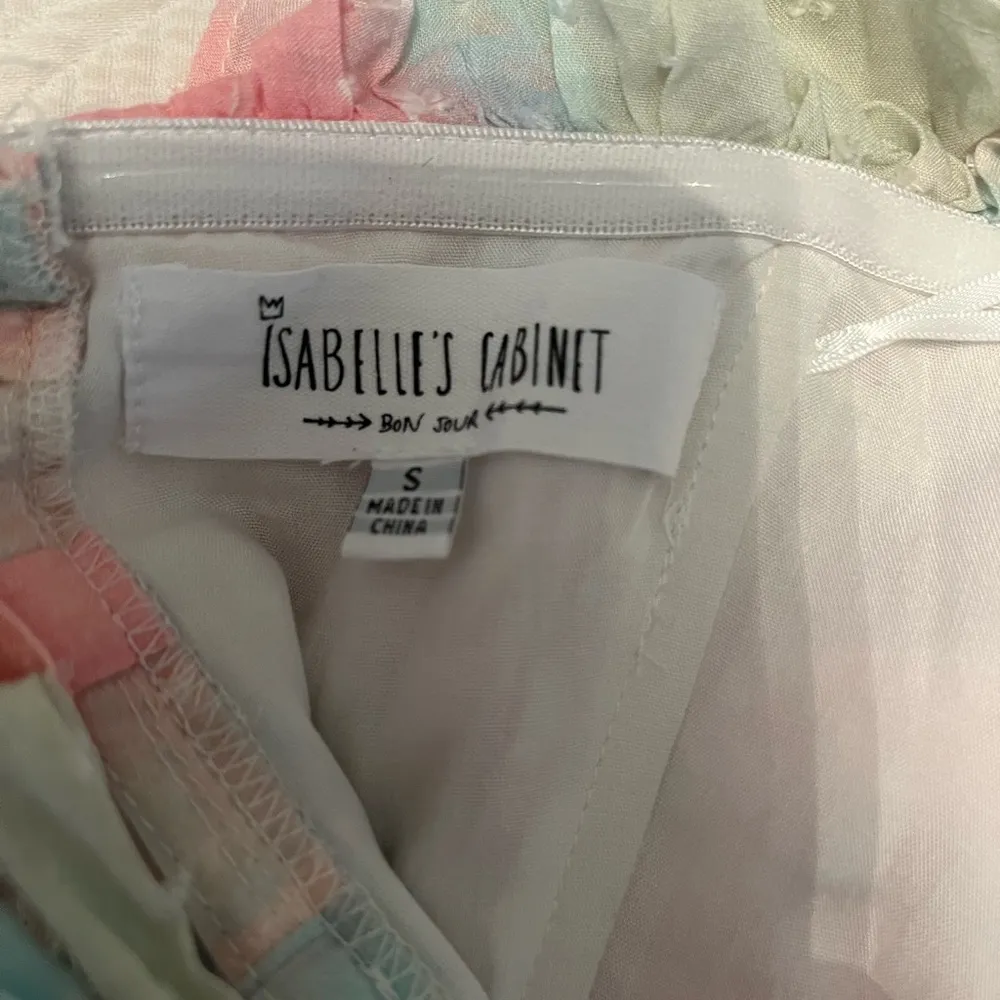 ISABELLE'S CABINET
BON JOUR
S
MADE IN
CHINA